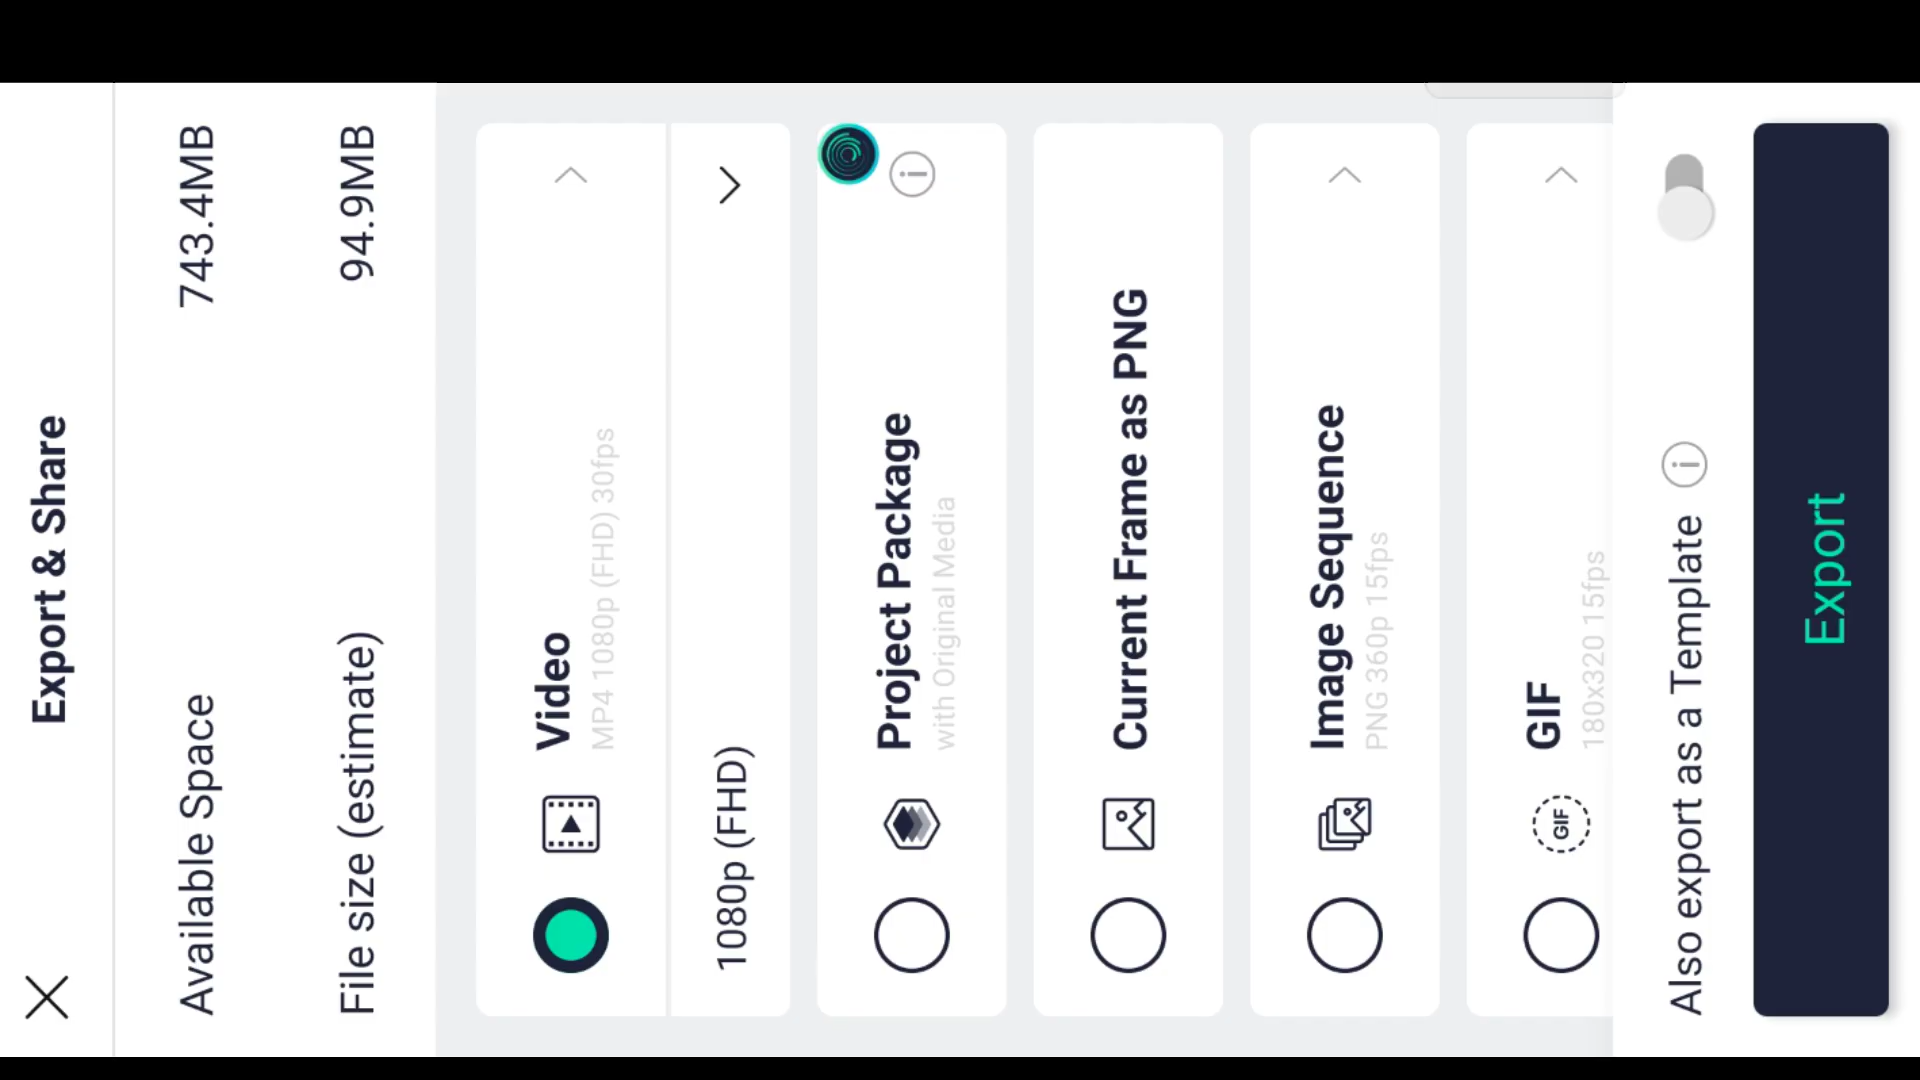 Export & Share
Available Space 743.4MB
File size (estimate) 94.9MB
Video
MP4 1080p (FHD) 30fps
1080p (FHD)
Project Package
with Original Media
Current Frame as PNG
Image Sequence
PNG 360p 15fps
GIF
GIF
180x320 15fps
Also export as a Template
Export